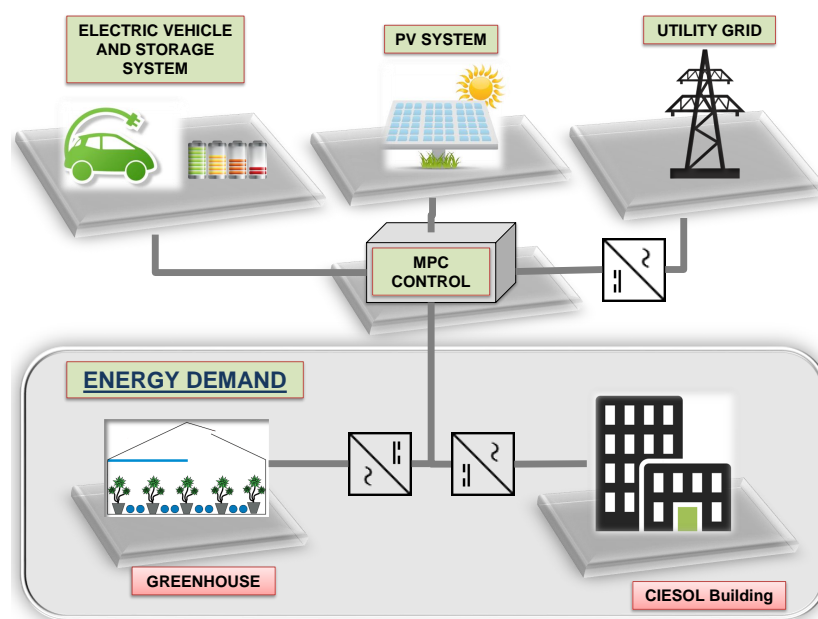 ELECTRIC VEHICLE
AND STORAGE
SYSTEM
PV SYSTEM
UTILITY GRID
MPC
CONTROL
ENERGY DEMAND
GREENHOUSE
CIESOL Building